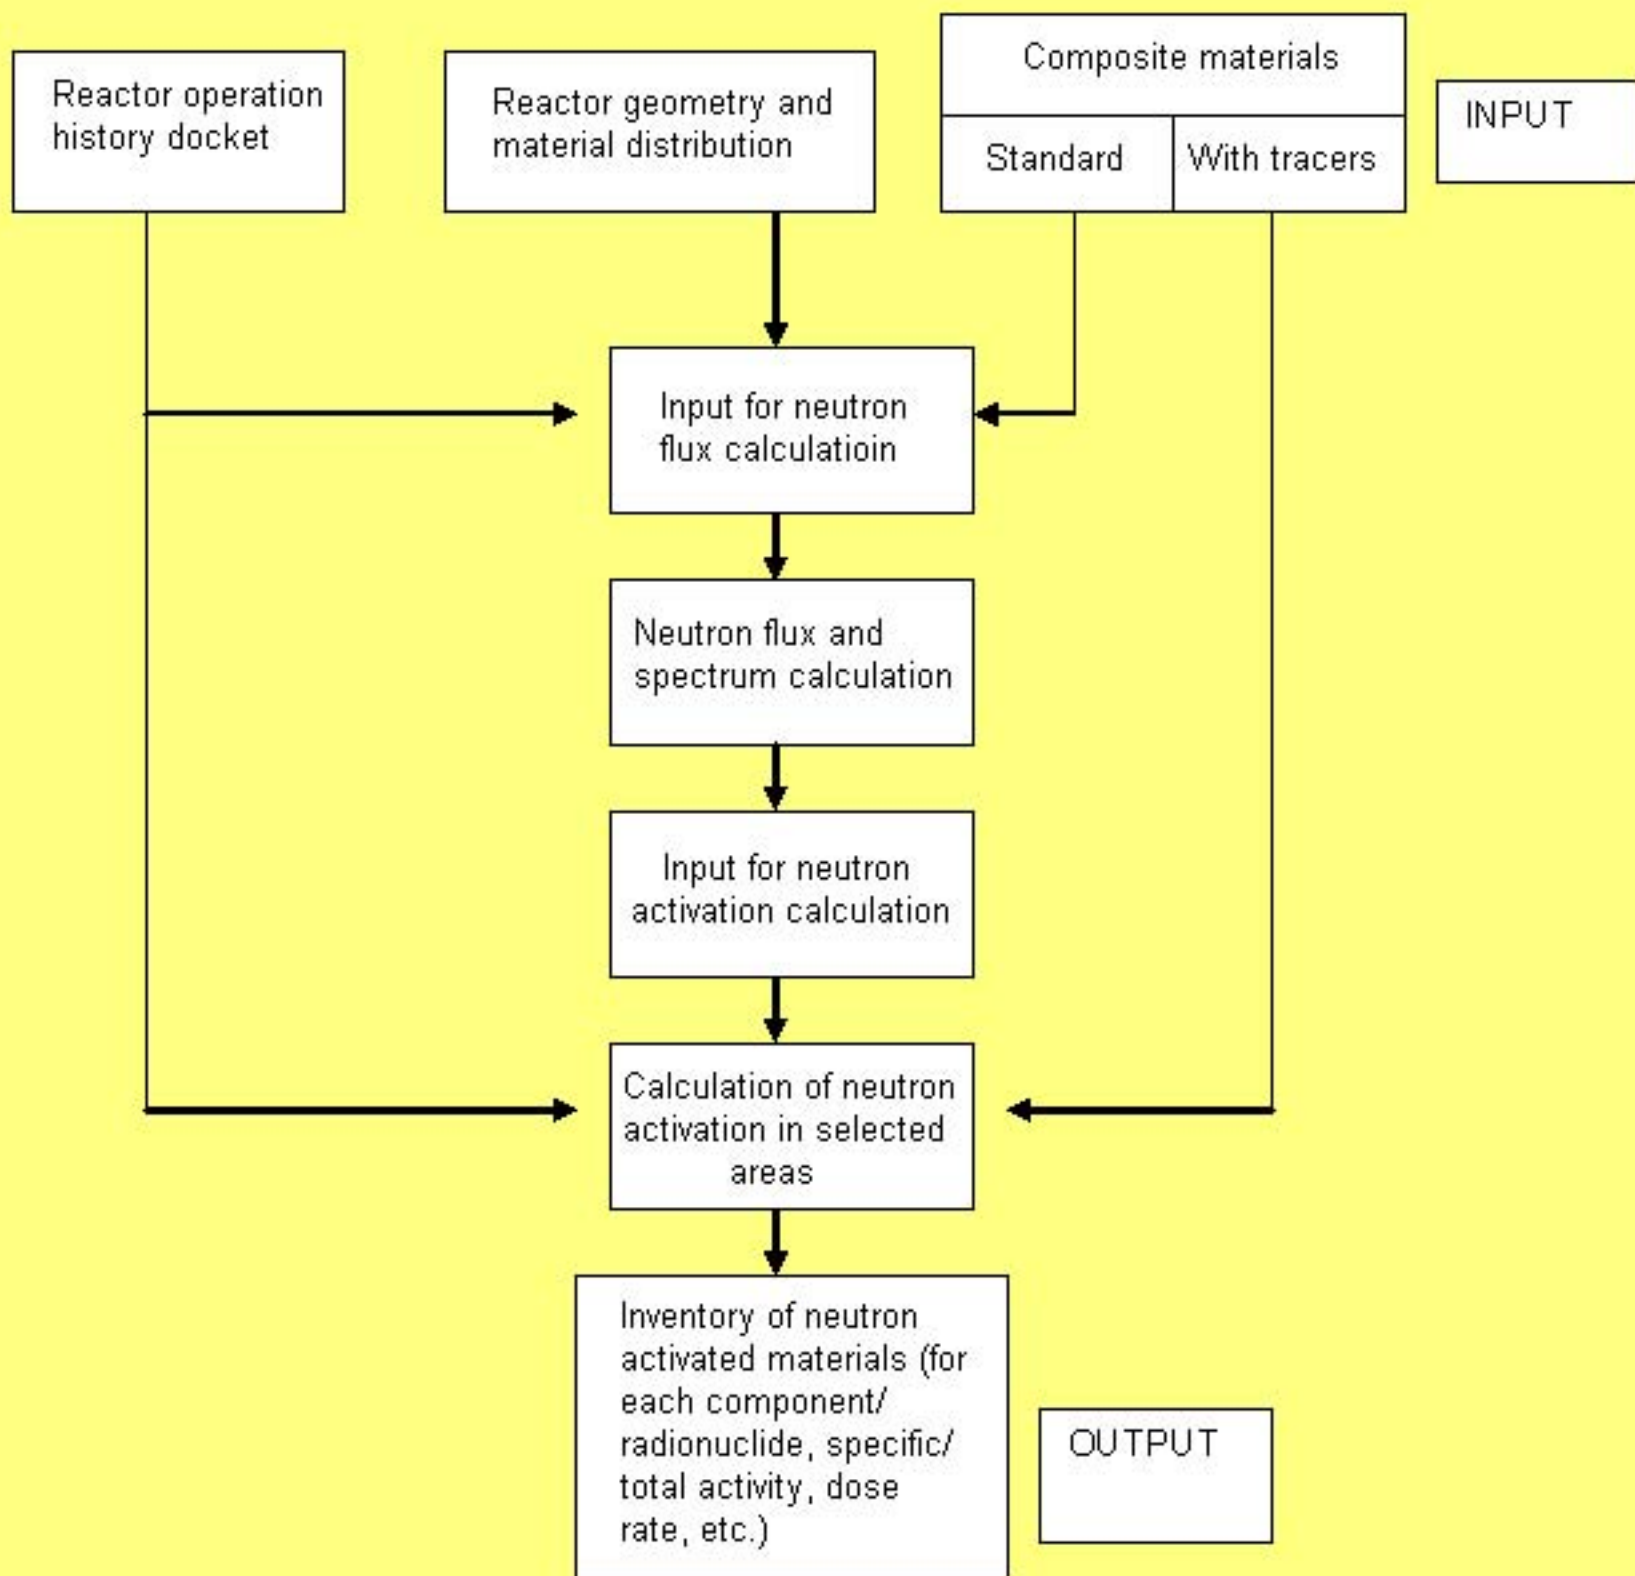 Reactor operation
history docket
Reactor geometry and
material distribution
Composite materials
Standard
With tracers
INPUT
Input for neutron
flux calculatioin
Neutron flux and
spectrum calculation
Input for neutron
activation calculation
Calculation of neutron
activation in selected
areas
Inventory of neutron
activated materials (for
each component/
radionuclide, specific/
total activity, dose
rate, etc.)
OUTPUT